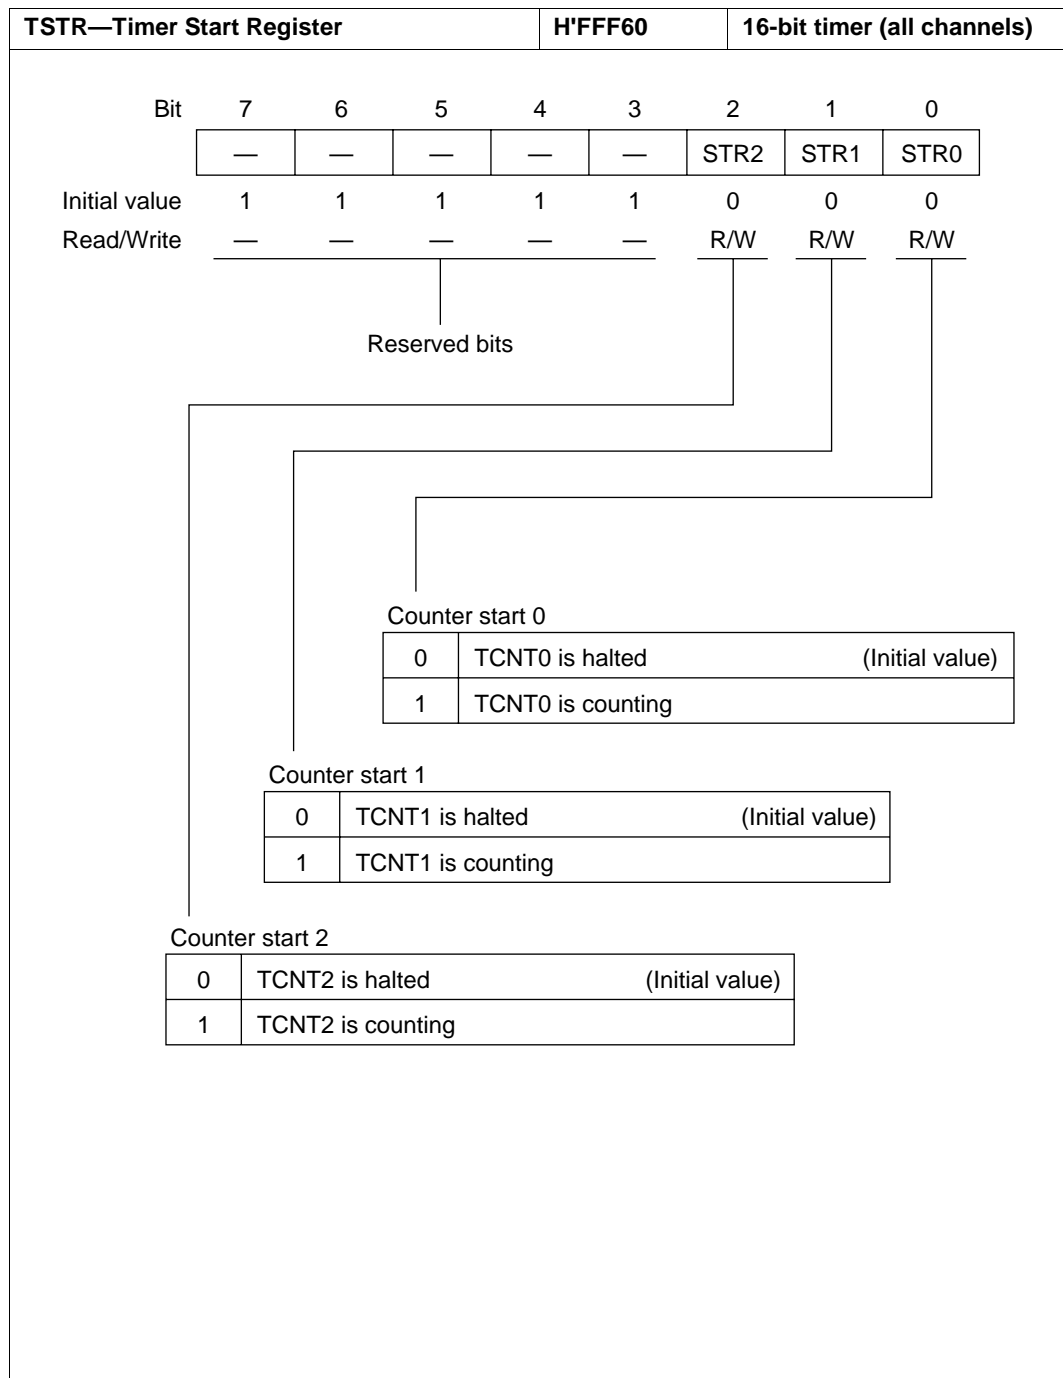 TSTR—Timer Start Register H'FFF60 16-bit timer (all channels)
Bit 7 6 5 4 3 2 1 0
— — — — — STR2 STR1 STR0
Initial value 1 1 1 1 1 0 0 0
Read/Write — — — — — R/W R/W R/W
Reserved bits
Counter start 0
0 TCNT0 is halted (Initial value)
1 TCNT0 is counting
Counter start 1
0 TCNT1 is halted (Initial value)
1 TCNT1 is counting
Counter start 2
0 TCNT2 is halted (Initial value)
1 TCNT2 is counting